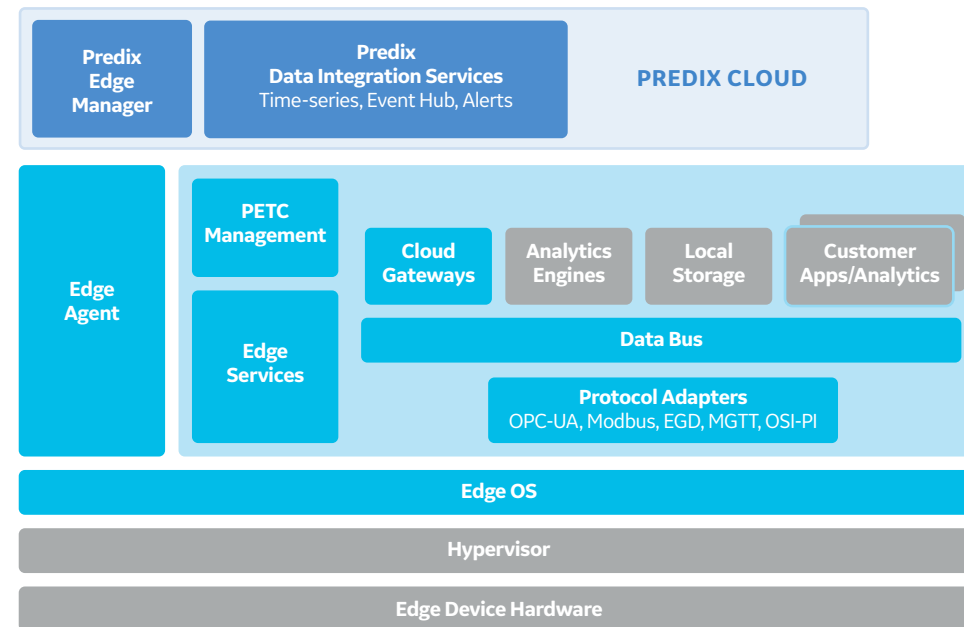 Predix
Edge
Manager
Predix
Data Integration Services
Time-series, Event Hub, Alerts
PREDIX CLOUD
Edge
Agent
PETC
Management
Edge
Services
Cloud
Gateways
Analytics
Engines
Local
Storage
Customer
Apps/Analytics
Data Bus
Protocol Adapters
OPC-UA, Modbus, EGD, MGTT, OSI-PI
Edge OS
Hypervisor
Edge Device Hardware